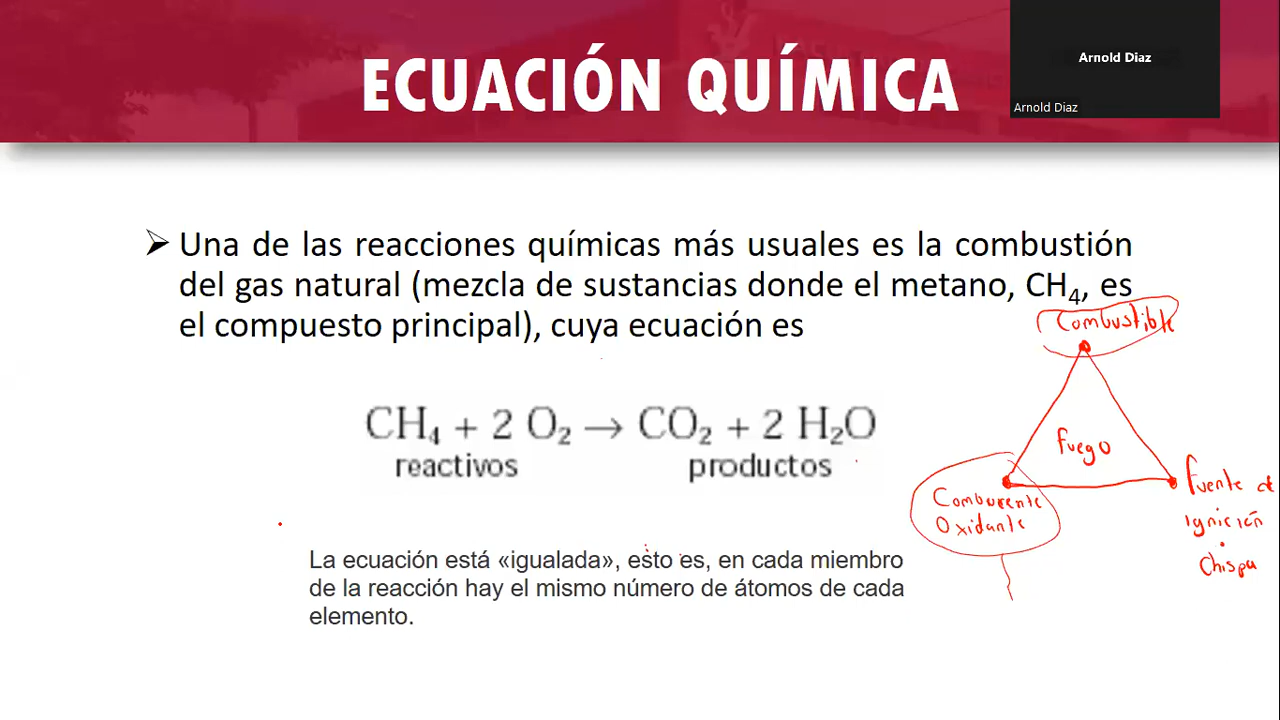 ECUACIÓN QUÍMICA
Arnold Diaz
Arnold Diaz
➢ Una de las reacciones químicas más usuales es la combustión
del gas natural (mezcla de sustancias donde el metano, CH₄, es
el compuesto principal), cuya ecuación es
CH₄ + 2 O₂ → CO₂ + 2 H₂O
reactivos productos
La ecuación está «igualada», esto es, en cada miembro
de la reacción hay el mismo número de átomos de cada
elemento.
Combustible
fuego
Comburente
Oxidante
fuente d
ignición
Chispa